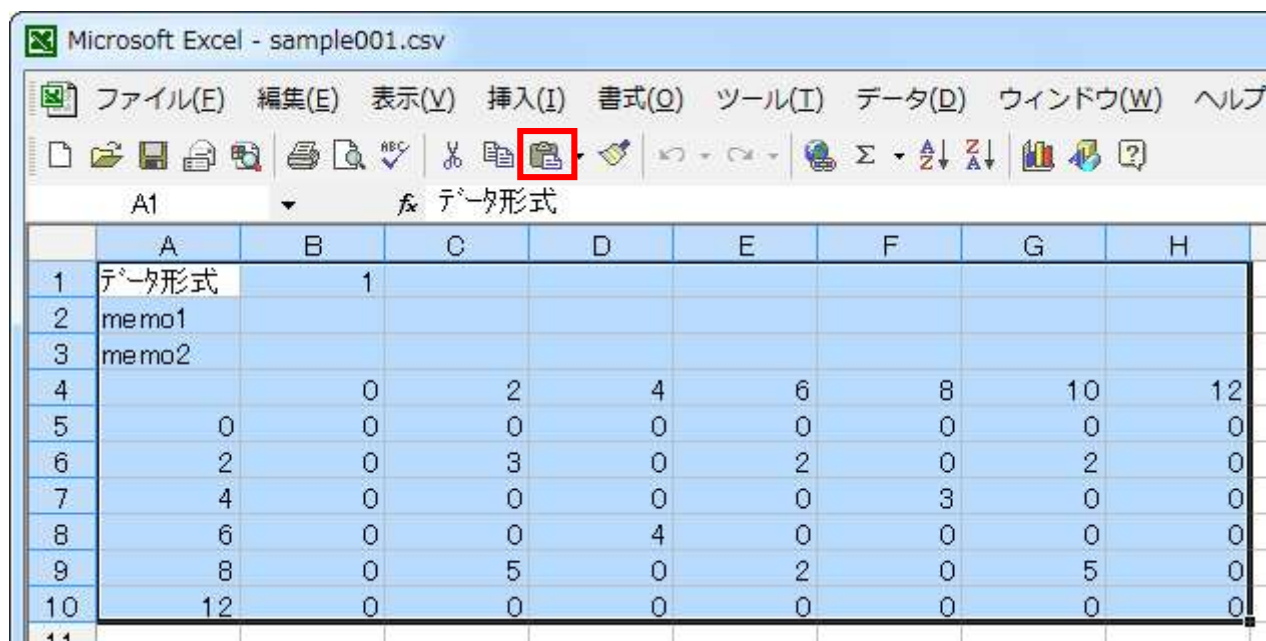 Microsoft Excel - sample001.csv
ファイル(F) 編集(E) 表示(V) 挿入(I) 書式(O) ツール(T) データ(D) ウィンドウ(W) ヘルプ
A1 fx データ形式
A B C D E F G H
1 データ形式 1
2 memo1
3 memo2
4 0 2 4 6 8 10 12
5 0 0 0 0 0 0 0 0
6 2 0 3 0 2 0 2 0
7 4 0 0 0 0 3 0 0
8 6 0 0 4 0 0 0 0
9 8 0 5 0 2 0 5 0
10 12 0 0 0 0 0 0 0